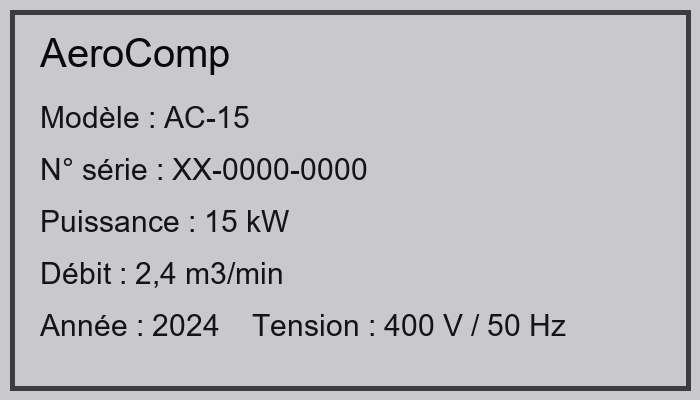 AeroComp
Modèle : AC-15
N° série : XX-0000-0000
Puissance : 15 kW
Débit : 2,4 m3/min
Année : 2024    Tension : 400 V / 50 Hz